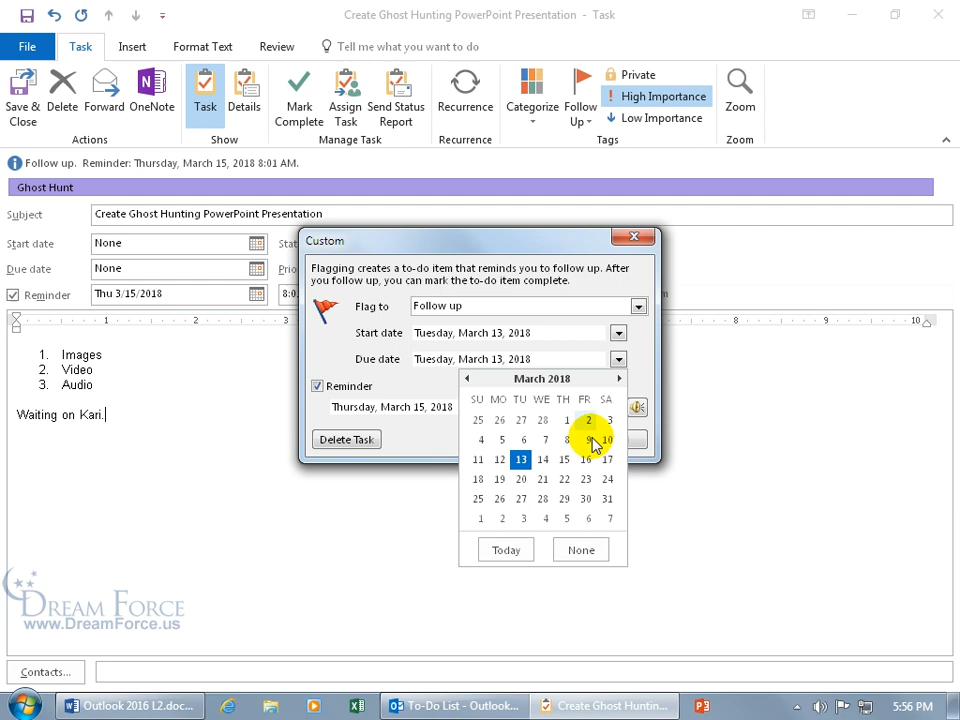 Create Ghost Hunting PowerPoint Presentation - Task
File Task Insert Format Text Review Tell me what you want to do
Save & Close Delete Forward OneNote Task Details Mark Complete Assign Task Send Status Report Recurrence Categorize Follow Up Private High Importance Low Importance Zoom
Actions Show Manage Task Recurrence Tags Zoom
Follow up. Reminder: Thursday, March 15, 2018 8:01 AM.
Ghost Hunt
Subject Create Ghost Hunting PowerPoint Presentation
Start date None
Due date None
Reminder Thu 3/15/2018
1 2 3 8 9 10
1. Images
2. Video
3. Audio
Waiting on Kari.
Custom
Flagging creates a to-do item that reminds you to follow up. After
you follow up, you can mark the to-do item complete.
Flag to Follow up
Start date Tuesday, March 13, 2018
Due date Tuesday, March 13, 2018
Reminder
Thursday, March 15, 2018
Delete Task
March 2018
SU MO TU WE TH FR SA
25 26 27 28 1 2 3
4 5 6 7 8 9 10
11 12 13 14 15 16 17
18 19 20 21 22 23 24
25 26 27 28 29 30 31
1 2 3 4 5 6 7
Today None
DREAM FORCE
www.DreamForce.us
Contacts...
Outlook 2016 L2.doc... To-Do List - Outlook... Create Ghost Huntin... 5:56 PM